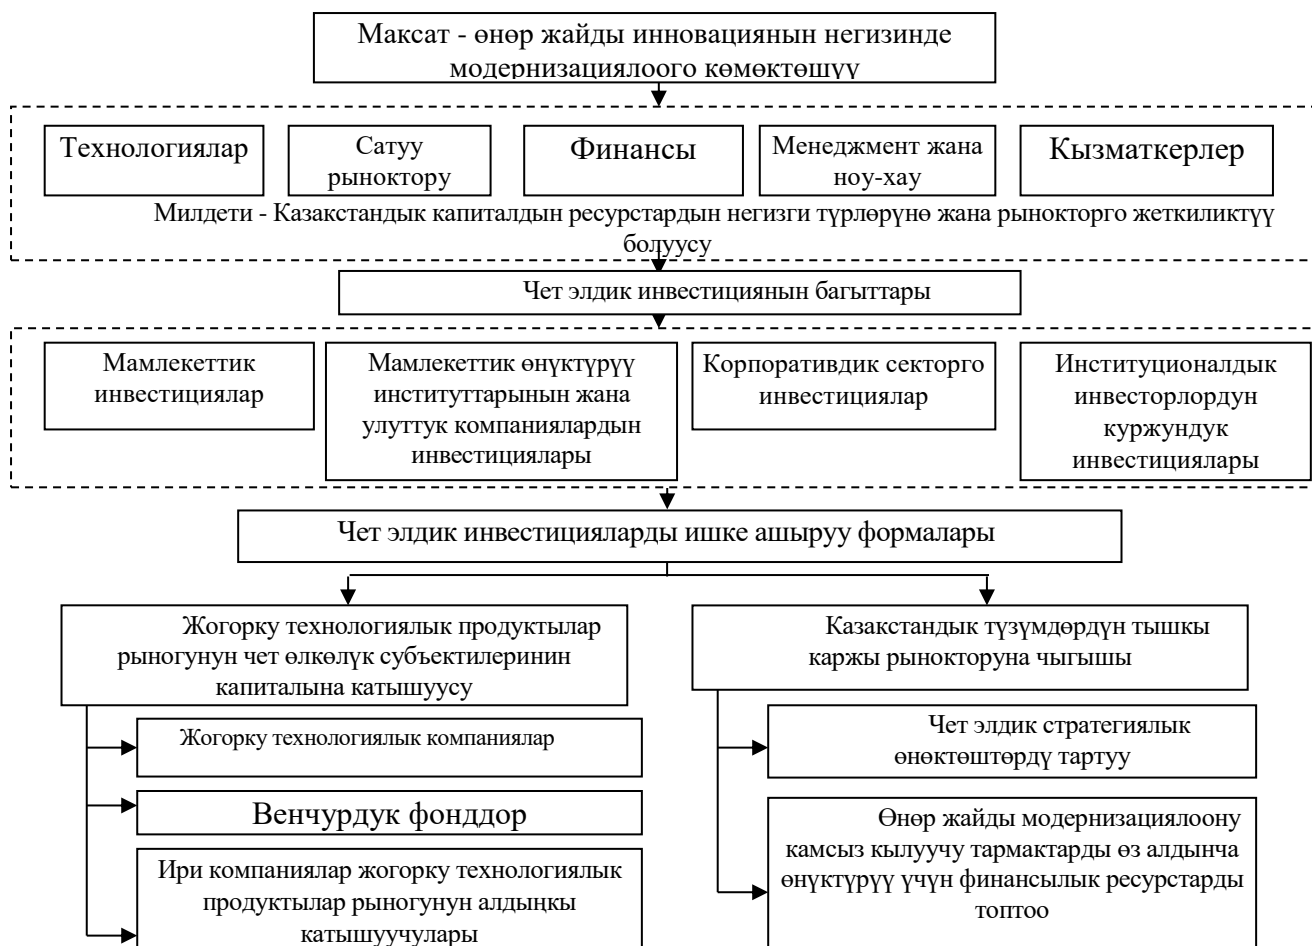 Максат - өнөр жайды инновациянын негизинде
модернизациялоого көмөктөшүү
Технологиялар
Сатуу
рыноктору
Финансы
Менеджмент жана
ноу-хау
Кызматкерлер
Милдети - Казакстандык капиталдын ресурстардын негизги түрлөрүнө жана рынокторго жеткиликтүү
болуусу
Чет элдик инвестициянын багыттары
Мамлекеттик
инвестициялар
Мамлекеттик өнүктүрүү
институттарынын жана
улуттук компаниялардын
инвестициялары
Корпоративдик секторго
инвестициялар
Институционалдык
инвесторлордун
куржундук
инвестициялары
Чет элдик инвестицияларды ишке ашыруу формалары
Жогорку технологиялык продуктылар
рыногунун чет өлкөлүк субъектилеринин
капиталына катышуусу
Казакстандык түзүмдөрдүн тышкы
каржы рынокторуна чыгышы
Жогорку технологиялык компаниялар
Венчурдук фонддор
Ири компаниялар жогорку технологиялык
продуктылар рыногунун алдыңкы
катышуучулары
Чет элдик стратегиялык
өнөктөштөрдү тартуу
Өнөр жайды модернизациялоону
камсыз кылуучу тармактарды өз алдынча
өнүктүрүү үчүн финансылык ресурстарды
топтоо